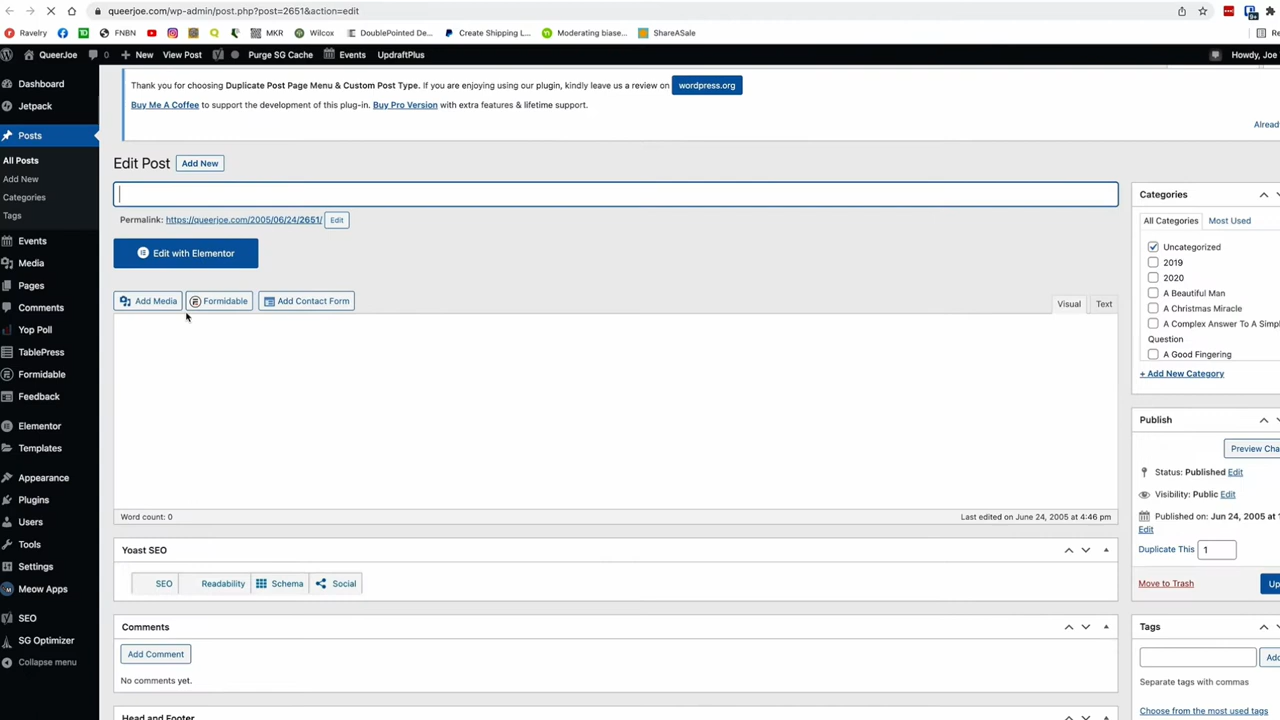 queerjoe.com/wp-admin/post.php?post=2651&action=edit
Ravelry FNBN MKR Wilcox DoublePointed De... Create Shipping L... Moderating biase... ShareASale Re
QueerJoe 0 New View Post Purge SG Cache Events UpdraftPlus Howdy, Joe
Dashboard
Jetpack
Posts
All Posts
Add New
Categories
Tags
Events
Media
Pages
Comments
Yop Poll
TablePress
Formidable
Feedback
Elementor
Templates
Appearance
Plugins
Users
Tools
Settings
Meow Apps
SEO
SG Optimizer
Collapse menu
Thank you for choosing Duplicate Post Page Menu & Custom Post Type. If you are enjoying using our plugin, kindly leave us a review on wordpress.org
Buy Me A Coffee to support the development of this plug-in. Buy Pro Version with extra features & lifetime support.
Alread
Edit Post Add New
Permalink: https://queerjoe.com/2005/06/24/2651/ Edit
Edit with Elementor
Add Media Formidable Add Contact Form Visual Text
Word count: 0 Last edited on June 24, 2005 at 4:46 pm
Yoast SEO
SEO Readability Schema Social
Comments
Add Comment
No comments yet.
Head and Footer
Categories
All Categories Most Used
Uncategorized
2019
2020
A Beautiful Man
A Christmas Miracle
A Complex Answer To A Simpl
Question
A Good Fingering
+ Add New Category
Publish
Preview Cha
Status: Published Edit
Visibility: Public Edit
Published on: Jun 24, 2005 at
Edit
Duplicate This 1
Move to Trash Up
Tags
Add
Separate tags with commas
Choose from the most used tags